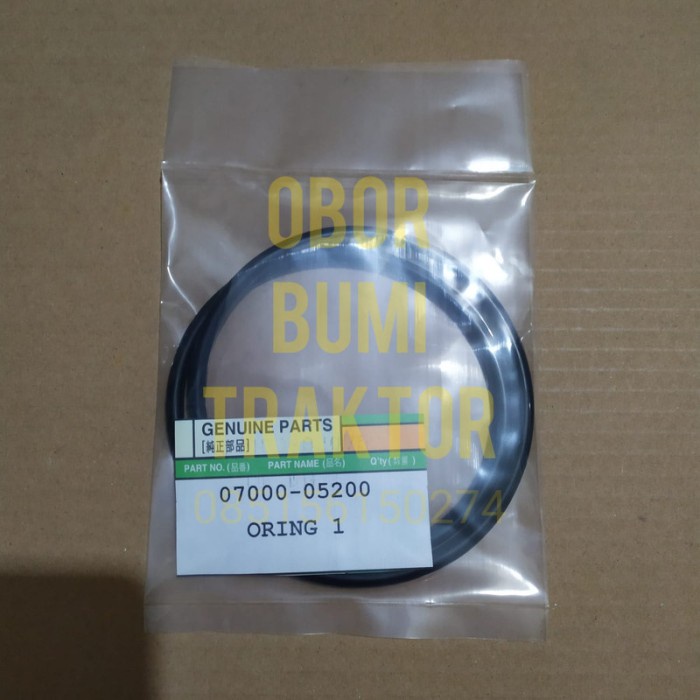 OBOR
BUMI
TRAKTOR
GENUINE PARTS
[純正部品]
PART NO. (品番) PART NAME (品名) Q'ty (数量)
07000-05200
ORING 1